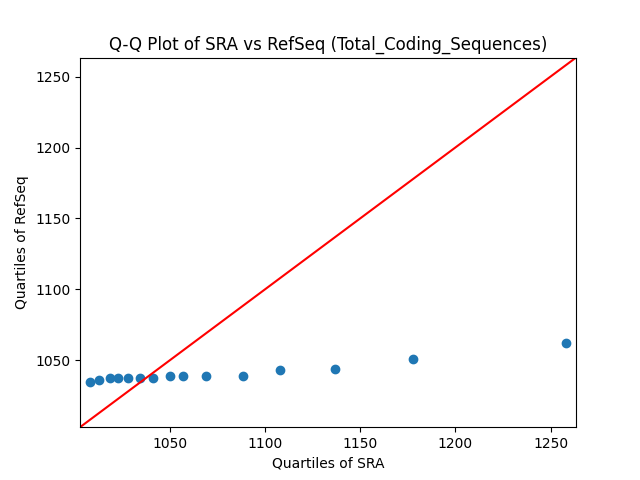 Q-Q Plot of SRA vs RefSeq (Total_Coding_Sequences)
Quartiles of RefSeq
1250
1200
1150
1100
1050
1050 1100 1150 1200 1250
Quartiles of SRA